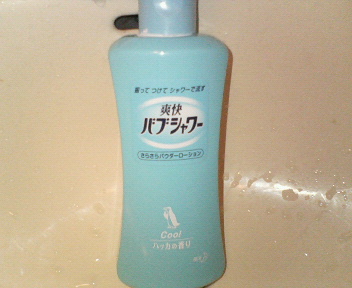 振って つけて シャワーで流す
爽快
バブシャワー
さらさらパウダーローション
Cool
ハッカの香り